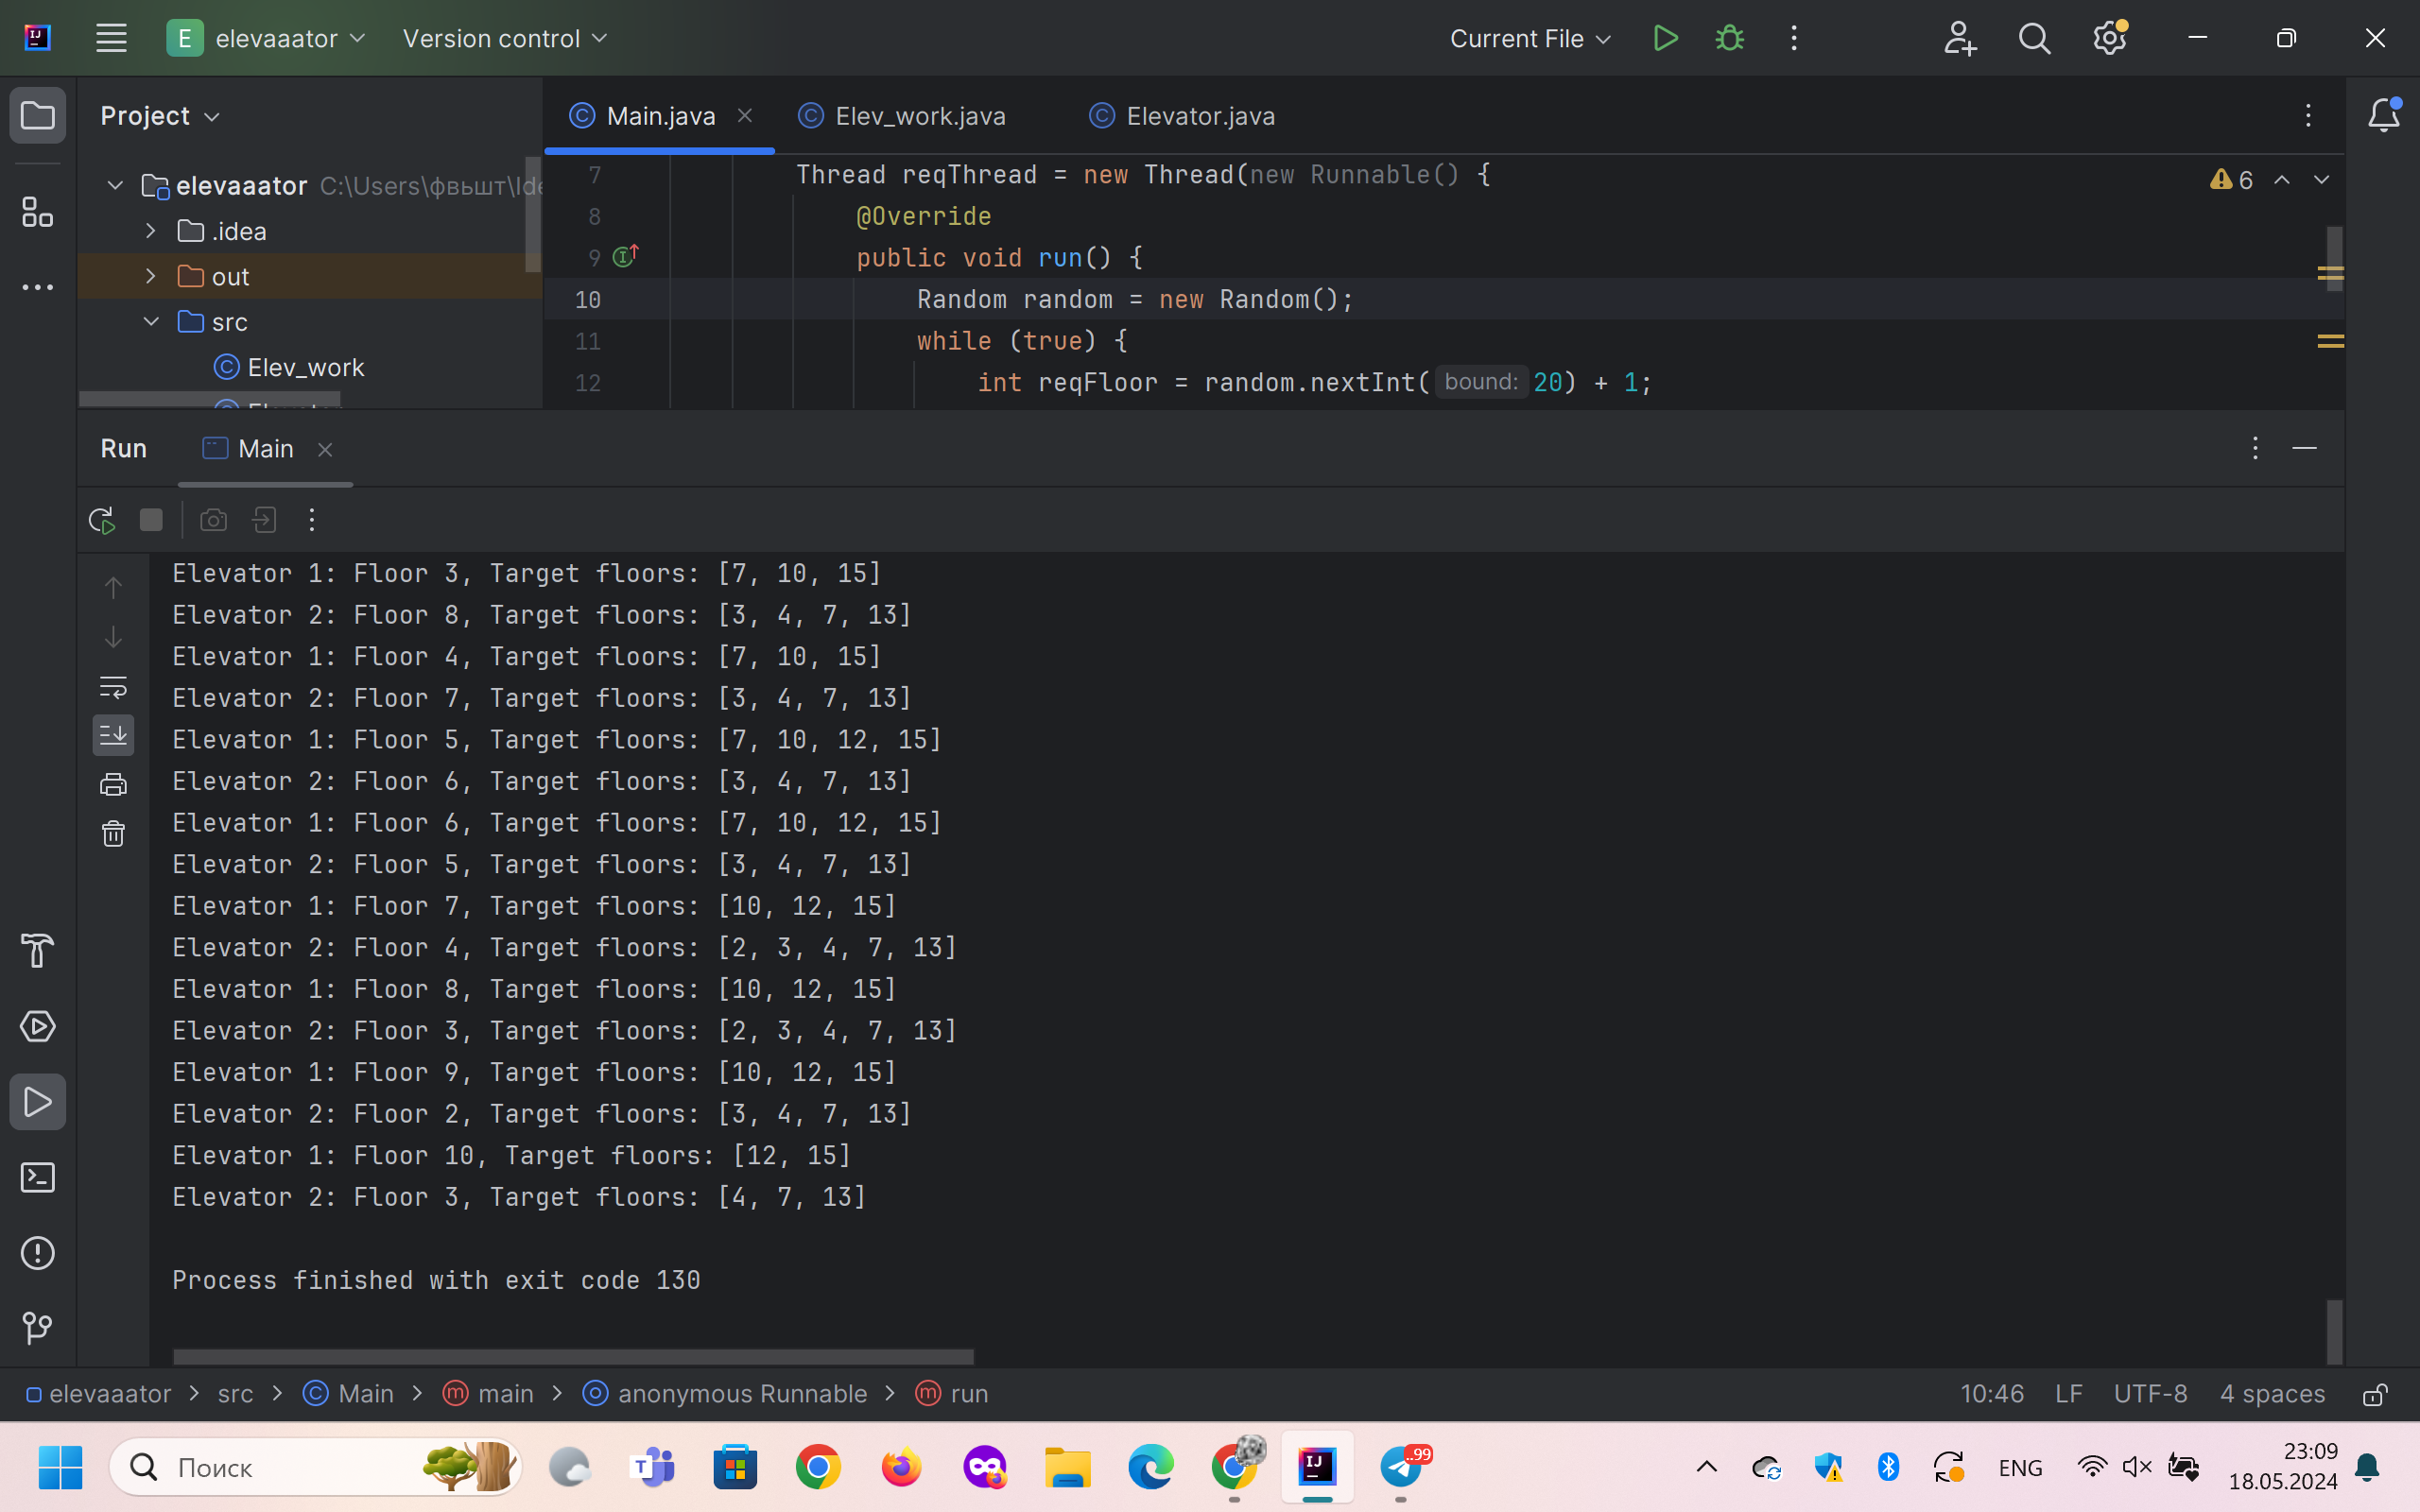 E elevaaator Version control Current File
Project
Main.java Elev_work.java Elevator.java
elevaaator C:\Users\фвьшт\Ide
.idea
out
src
Elev_work
7 Thread reqThread = new Thread(new Runnable() {
8 @Override
9 public void run() {
10 Random random = new Random();
11 while (true) {
12 int reqFloor = random.nextInt( bound: 20) + 1;
6
Run Main
Elevator 1: Floor 3, Target floors: [7, 10, 15]
Elevator 2: Floor 8, Target floors: [3, 4, 7, 13]
Elevator 1: Floor 4, Target floors: [7, 10, 15]
Elevator 2: Floor 7, Target floors: [3, 4, 7, 13]
Elevator 1: Floor 5, Target floors: [7, 10, 12, 15]
Elevator 2: Floor 6, Target floors: [3, 4, 7, 13]
Elevator 1: Floor 6, Target floors: [7, 10, 12, 15]
Elevator 2: Floor 5, Target floors: [3, 4, 7, 13]
Elevator 1: Floor 7, Target floors: [10, 12, 15]
Elevator 2: Floor 4, Target floors: [2, 3, 4, 7, 13]
Elevator 1: Floor 8, Target floors: [10, 12, 15]
Elevator 2: Floor 3, Target floors: [2, 3, 4, 7, 13]
Elevator 1: Floor 9, Target floors: [10, 12, 15]
Elevator 2: Floor 2, Target floors: [3, 4, 7, 13]
Elevator 1: Floor 10, Target floors: [12, 15]
Elevator 2: Floor 3, Target floors: [4, 7, 13]
Process finished with exit code 130
elevaaator > src > Main > main > anonymous Runnable > run 10:46 LF UTF-8 4 spaces
Поиск ..99 ENG 23:09
18.05.2024